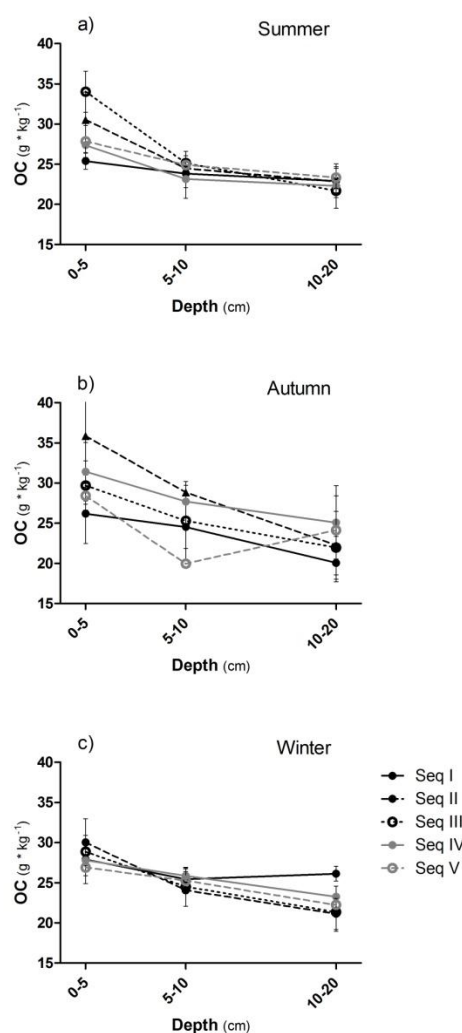 a)
Summer
40
35
30
25
20
15
OC (g * kg⁻¹)
0-5
5-10
10-20
Depth (cm)
b)
Autumn
40
35
30
25
20
15
OC (g * kg⁻¹)
0-5
5-10
10-20
Depth (cm)
c)
Winter
40
35
30
25
20
15
OC (g * kg⁻¹)
0-5
5-10
10-20
Depth (cm)
Seq I
Seq II
Seq III
Seq IV
Seq V